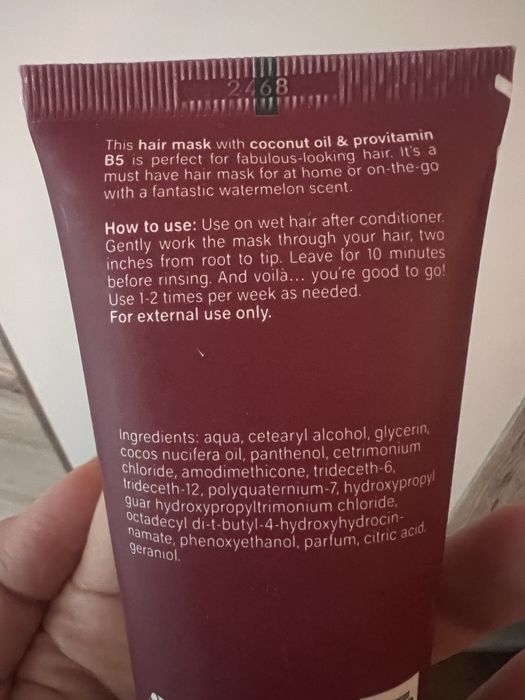 2468
This hair mask with coconut oil & provitamin
B5 is perfect for fabulous-looking hair. It's a
must have hair mask for at home or on-the-go
with a fantastic watermelon scent.
How to use: Use on wet hair after conditioner.
Gently work the mask through your hair, two
inches from root to tip. Leave for 10 minutes
before rinsing. And voilà... you're good to go!
Use 1-2 times per week as needed.
For external use only.
Ingredients: aqua, cetearyl alcohol, glycerin,
cocos nucifera oil, panthenol, cetrimonium
chloride, amodimethicone, trideceth-6,
trideceth-12, polyquaternium-7, hydroxypropyl
guar hydroxypropyltrimonium chloride,
octadecyl di-t-butyl-4-hydroxyhydrocin-
namate, phenoxyethanol, parfum, citric acid,
geraniol.